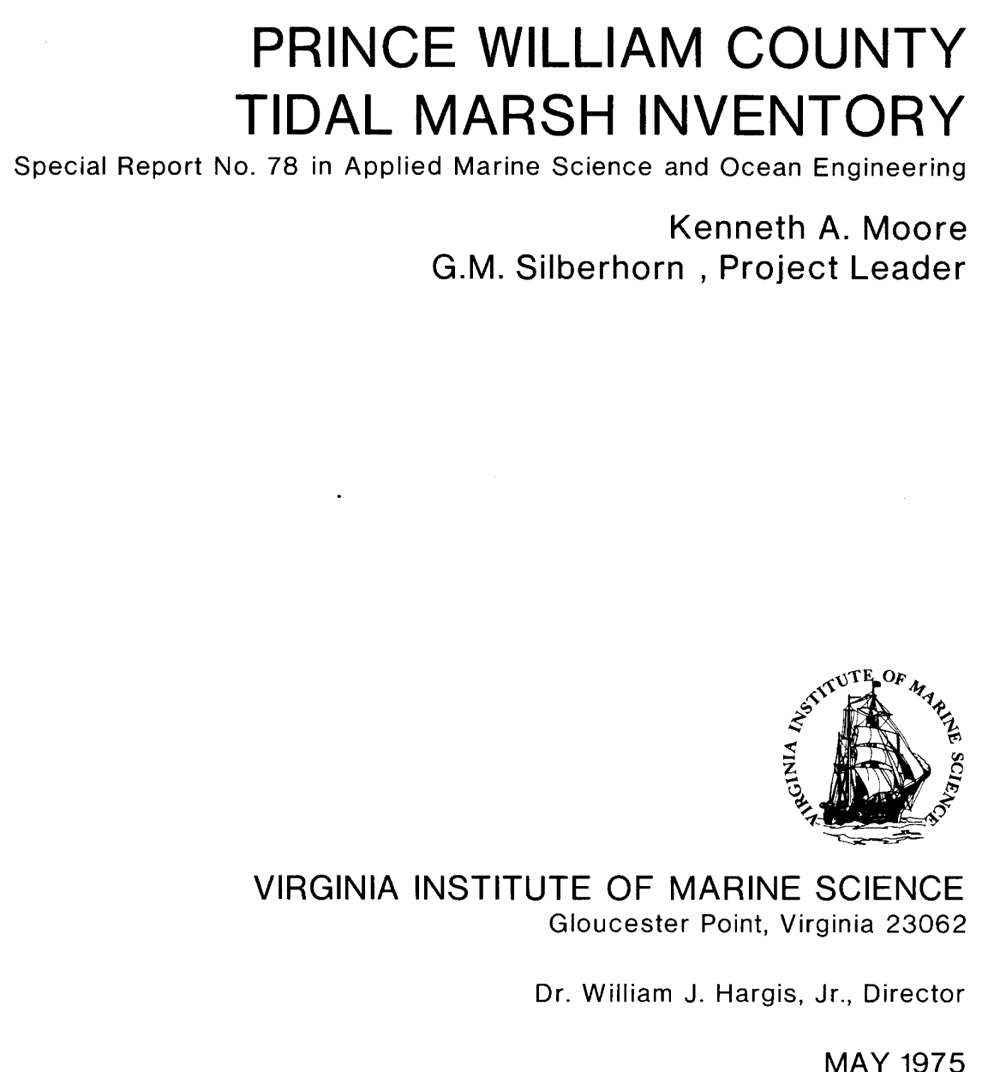 PRINCE WILLIAM COUNTY
TIDAL MARSH INVENTORY
Special Report No. 78 in Applied Marine Science and Ocean Engineering
Kenneth A. Moore
G.M. Silberhorn , Project Leader
VIRGINIA INSTITUTE OF MARINE SCIENCE
VIRGINIA INSTITUTE OF MARINE SCIENCE
Gloucester Point, Virginia 23062
Dr. William J. Hargis, Jr., Director
MAY 1975